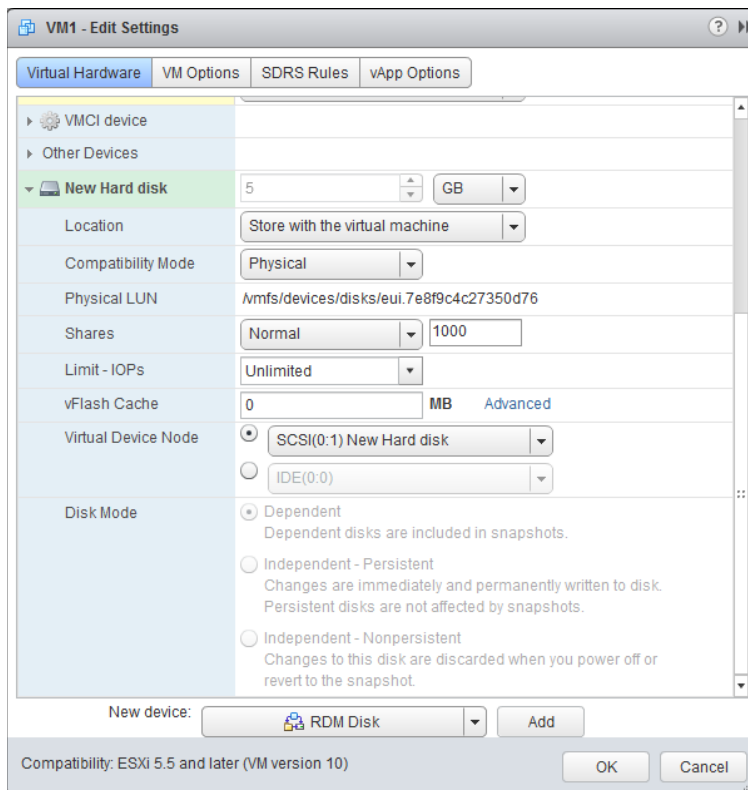 VM1 - Edit Settings
Virtual Hardware VM Options SDRS Rules vApp Options
VMCI device
Other Devices
New Hard disk 5 GB
Location Store with the virtual machine
Compatibility Mode Physical
Physical LUN /vmfs/devices/disks/eui.7e8f9c4c27350d76
Shares Normal 1000
Limit - IOPs Unlimited
vFlash Cache 0 MB Advanced
Virtual Device Node SCSI(0:1) New Hard disk
IDE(0:0)
Disk Mode Dependent
Dependent disks are included in snapshots.
Independent - Persistent
Changes are immediately and permanently written to disk.
Persistent disks are not affected by snapshots.
Independent - Nonpersistent
Changes to this disk are discarded when you power off or
revert to the snapshot.
New device: RDM Disk Add
Compatibility: ESXi 5.5 and later (VM version 10) OK Cancel